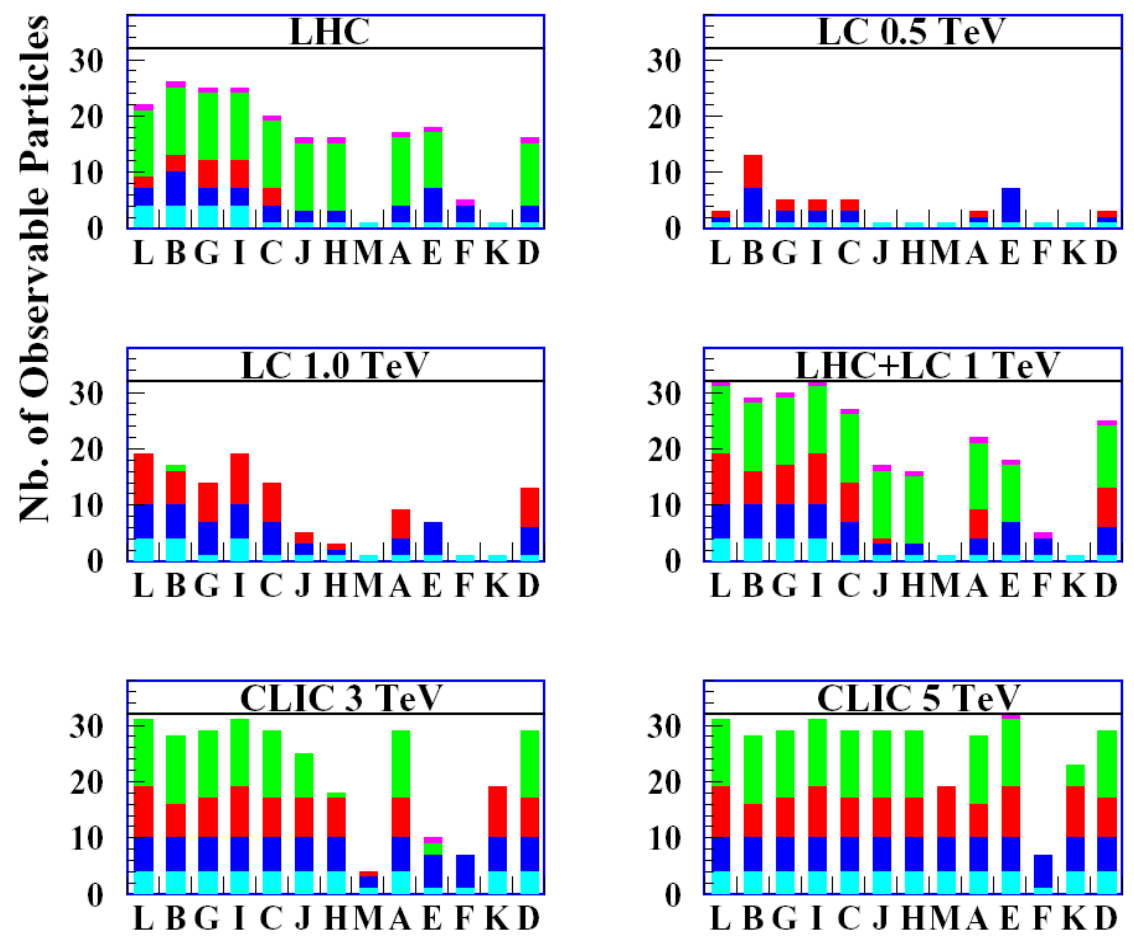 Nb. of Observable Particles
LHC
30
20
10
0
L B G I C J H M A E F K D
LC 0.5 TeV
30
20
10
0
L B G I C J H M A E F K D
LC 1.0 TeV
30
20
10
0
L B G I C J H M A E F K D
LHC+LC 1 TeV
30
20
10
0
L B G I C J H M A E F K D
CLIC 3 TeV
30
20
10
0
L B G I C J H M A E F K D
CLIC 5 TeV
30
20
10
0
L B G I C J H M A E F K D